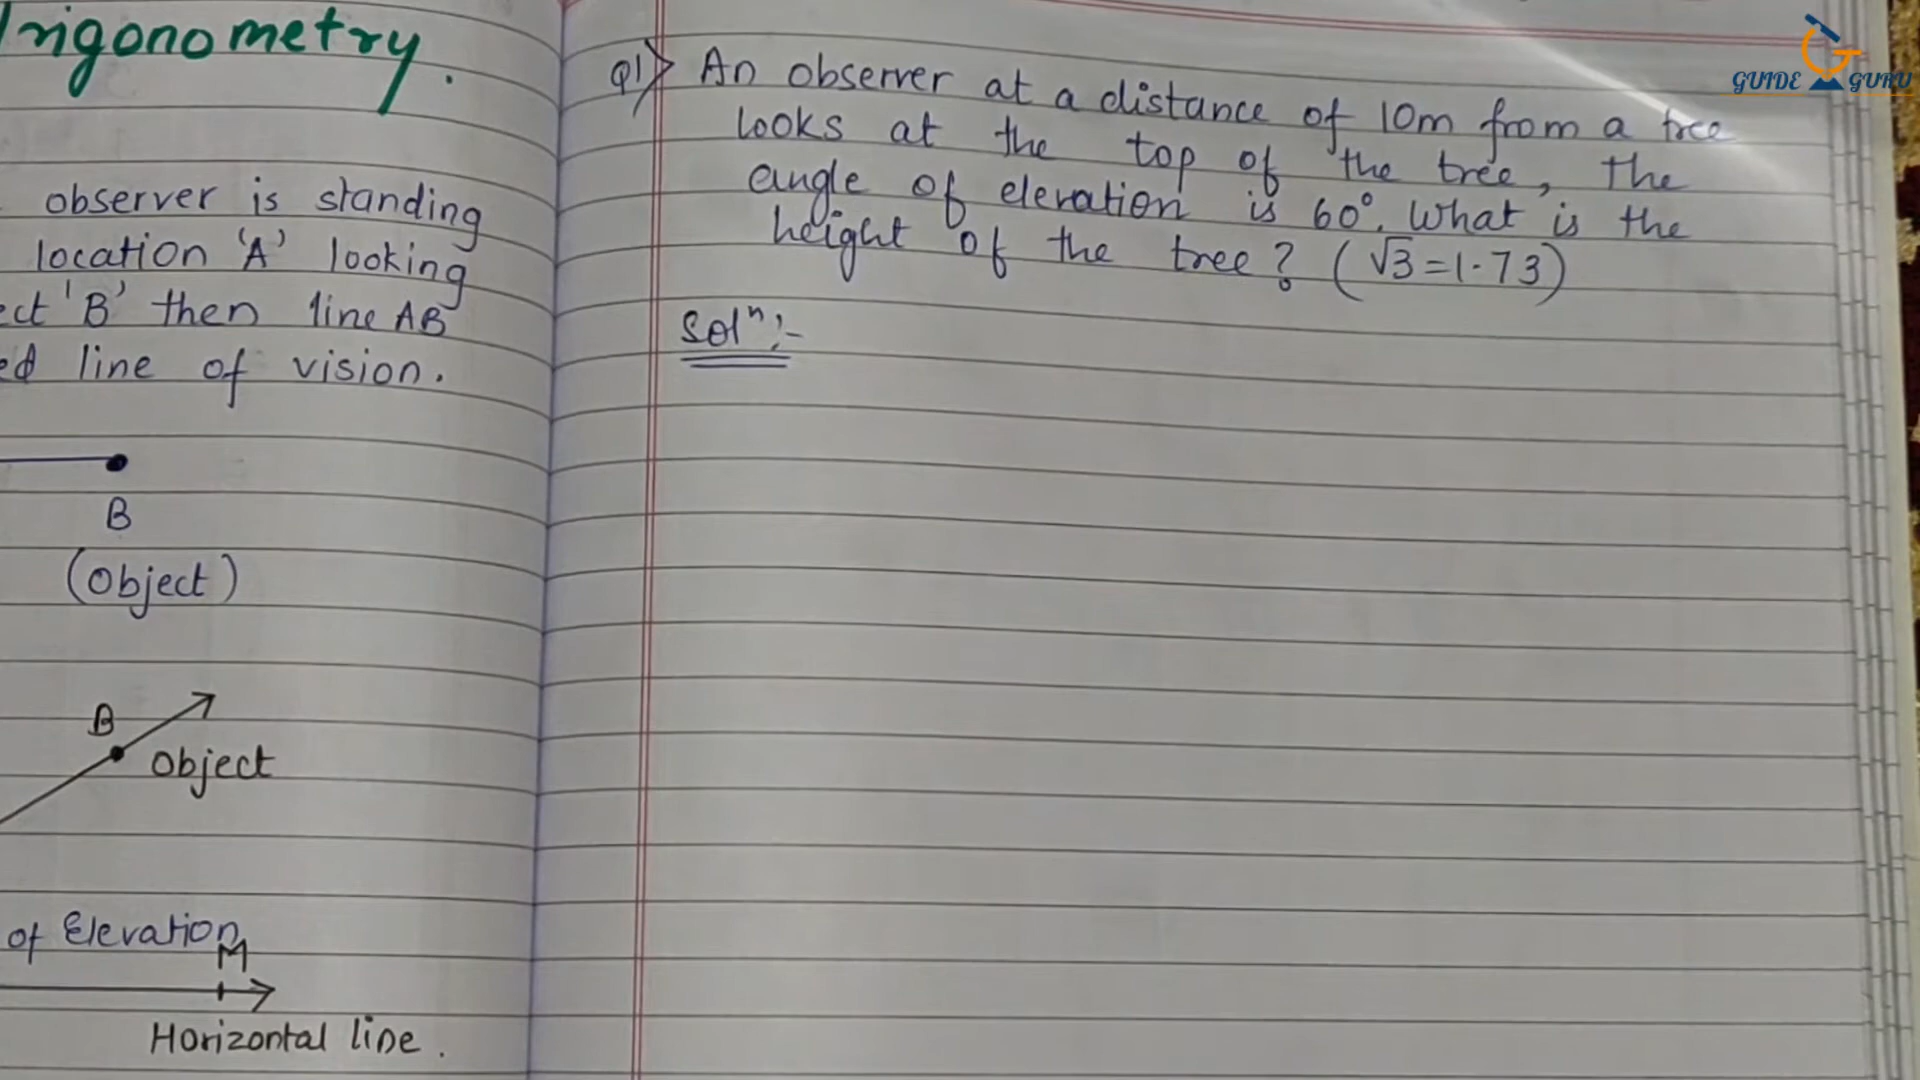 Trigonometry.
observer is standing
location 'A' looking
ect 'B' then line AB
ed line of vision.
B
(Object)
B
Object
of Elevation
M
Horizontal line.
Q1) An observer at a distance of 10m from a tree
looks at the top of the tree, the
angle of elevation is 60°. What is the
height of the tree? (√3=1.73)
Solⁿ:-
GUIDE GURU